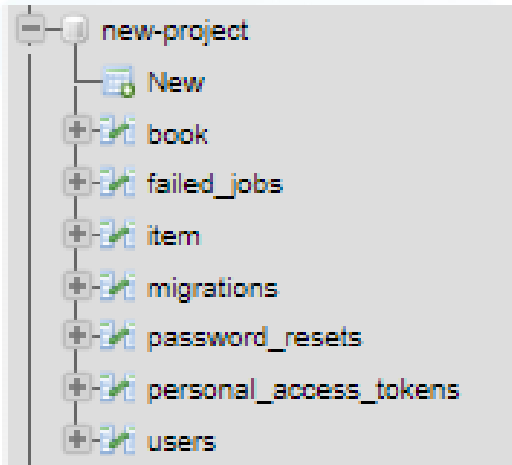 new-project
New
book
failed_jobs
item
migrations
password_resets
personal_access_tokens
users